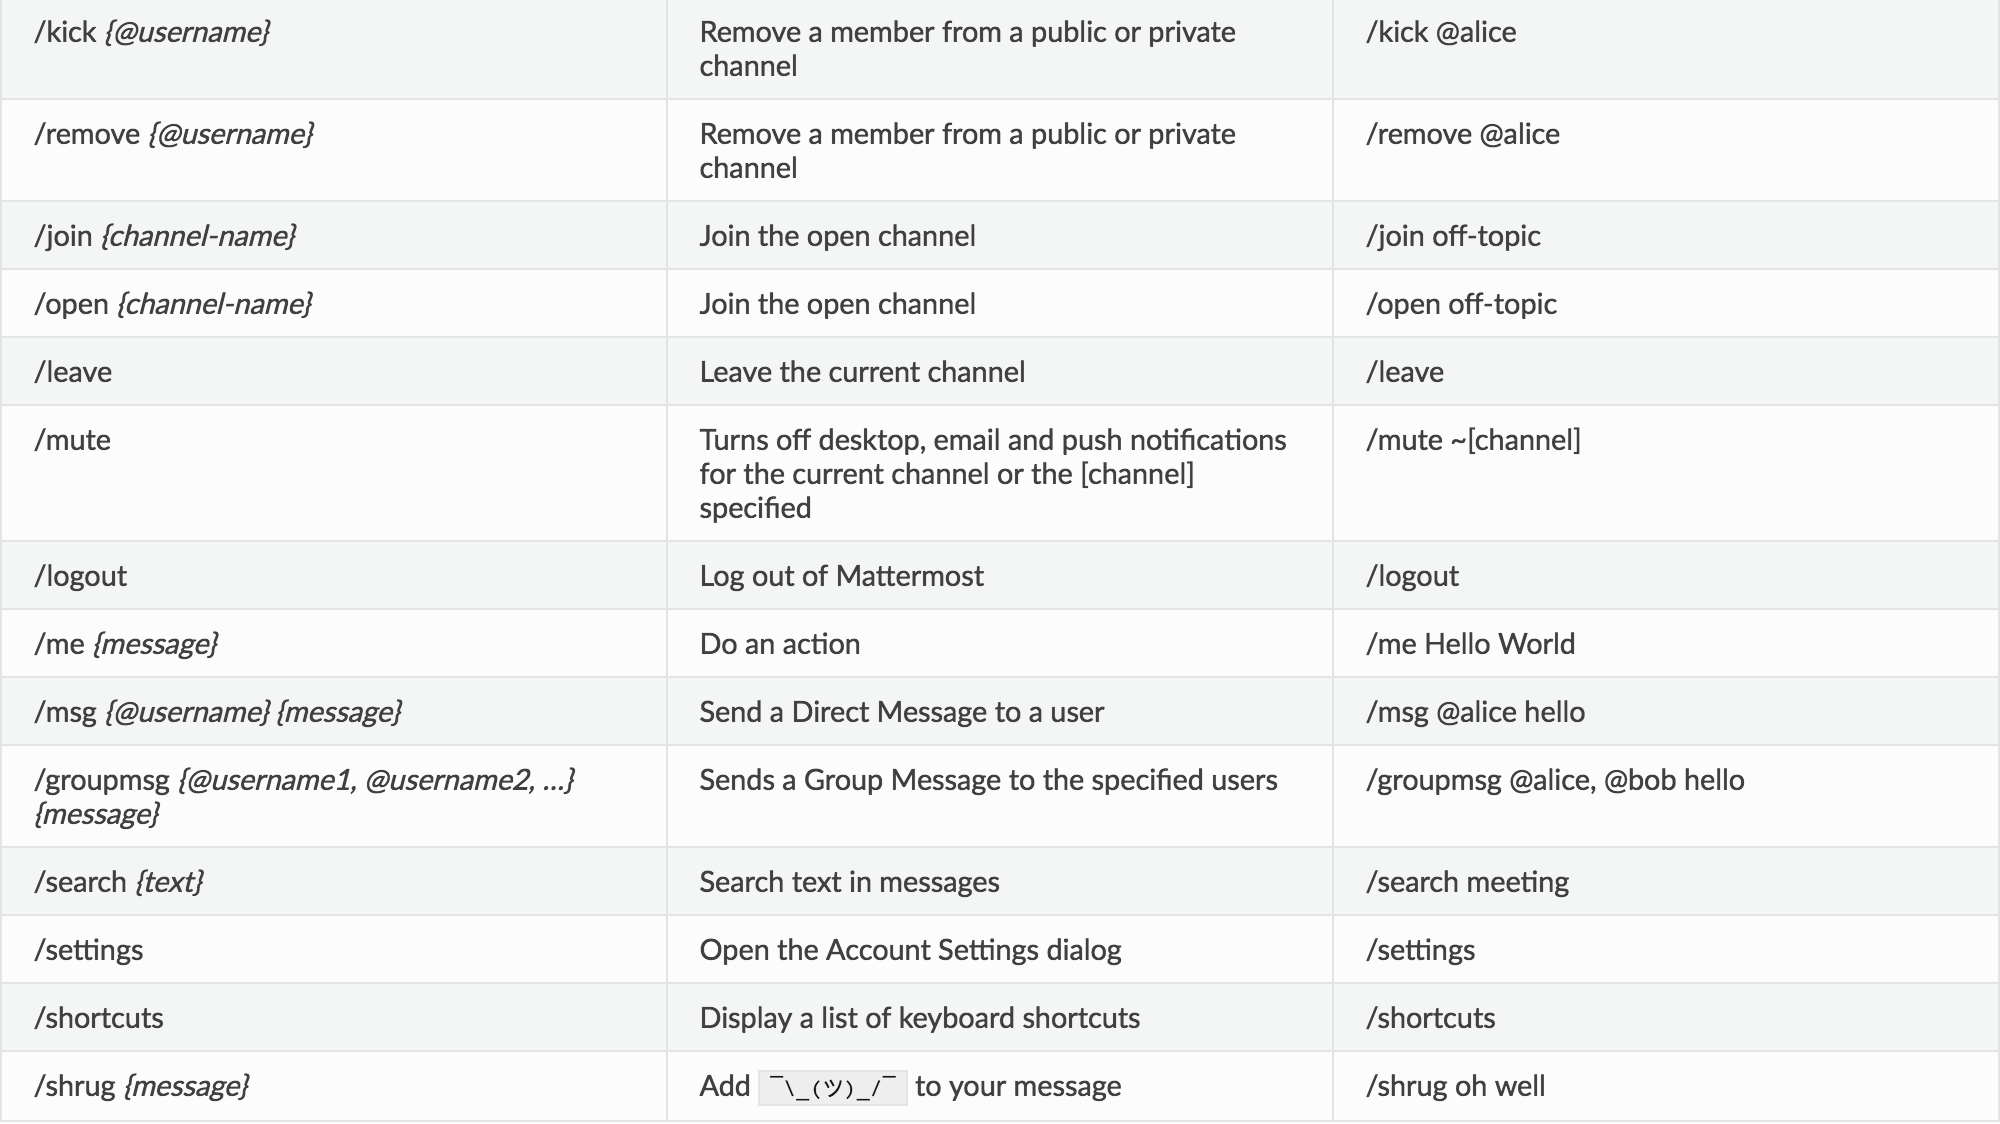 /kick {@username}
Remove a member from a public or private
channel
/kick @alice
/remove {@username}
Remove a member from a public or private
channel
/remove @alice
/join {channel-name}
Join the open channel
/join off-topic
/open {channel-name}
Join the open channel
/open off-topic
/leave
Leave the current channel
/leave
/mute
Turns off desktop, email and push notifications
for the current channel or the [channel]
specified
/mute ~[channel]
/logout
Log out of Mattermost
/logout
/me {message}
Do an action
/me Hello World
/msg {@username} {message}
Send a Direct Message to a user
/msg @alice hello
/groupmsg {@username1, @username2, ...}
{message}
Sends a Group Message to the specified users
/groupmsg @alice, @bob hello
/search {text}
Search text in messages
/search meeting
/settings
Open the Account Settings dialog
/settings
/shortcuts
Display a list of keyboard shortcuts
/shortcuts
/shrug {message}
Add ¯\_(ツ)_/¯ to your message
/shrug oh well